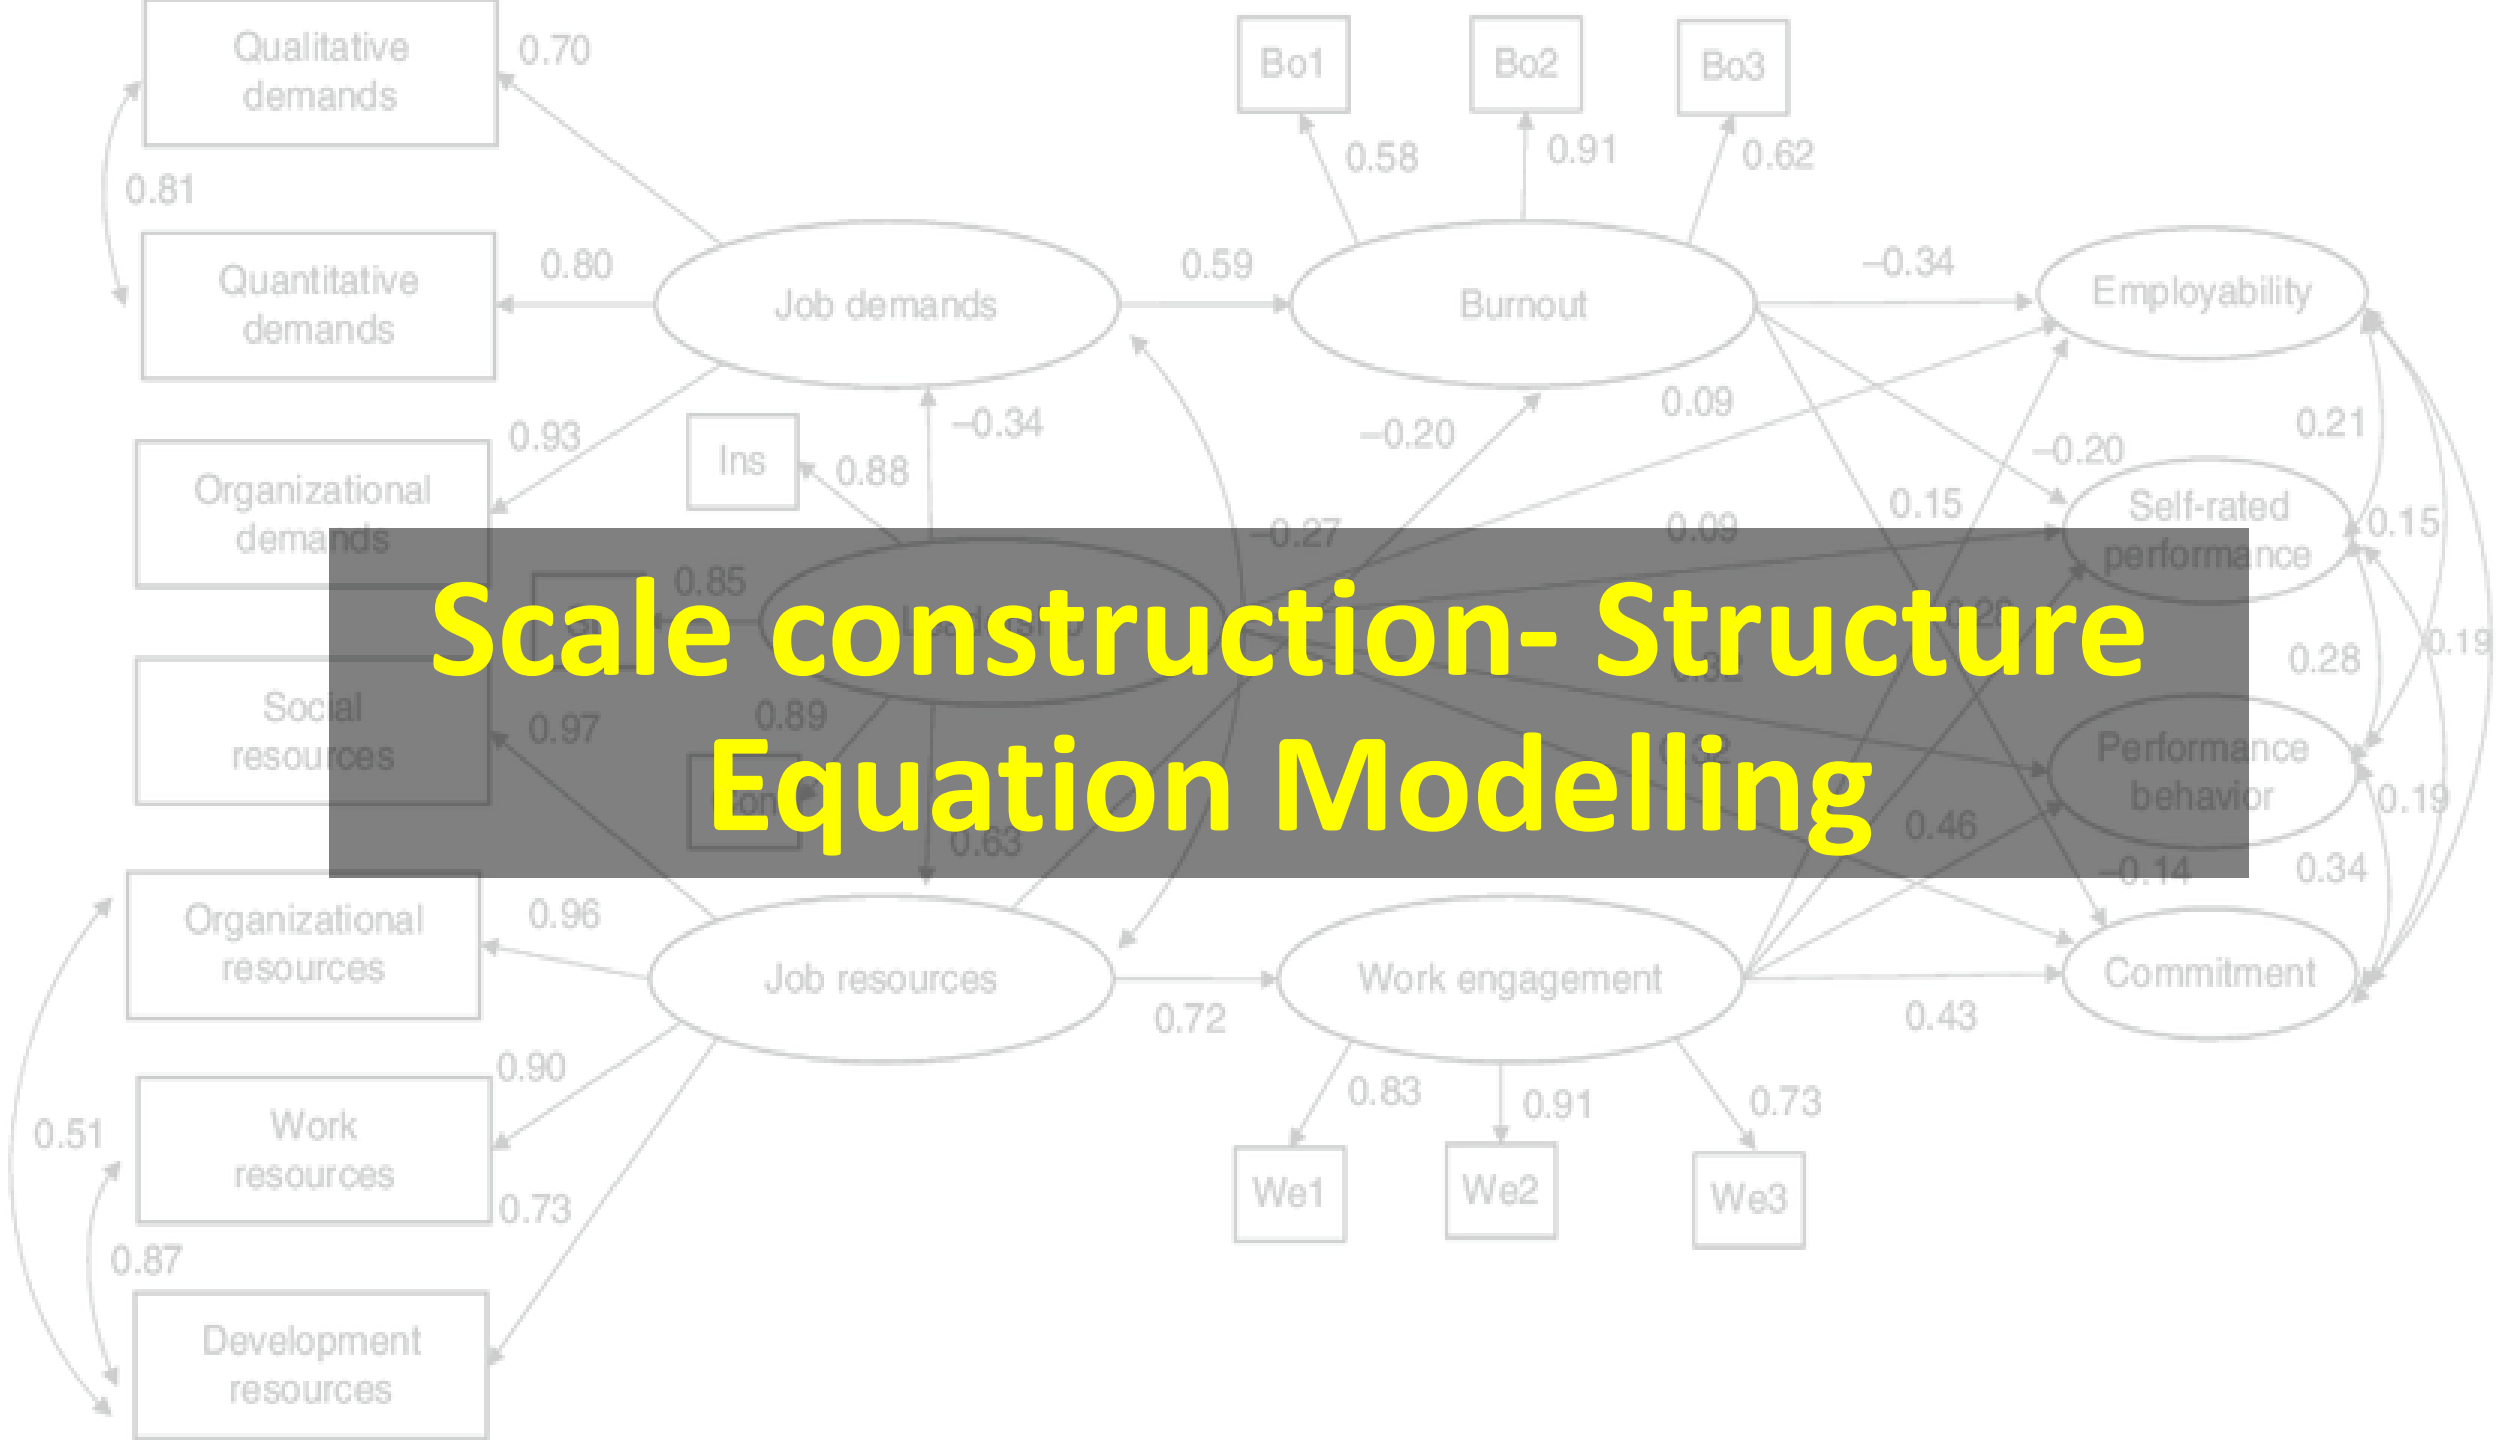 Qualitative
demands
0.70
Bo1
Bo2
Bo3
0.58
0.91
0.62
0.81
Quantitative
demands
0.80
Job demands
0.59
Burnout
−0.34
Employability
0.93
Ins
0.88
−0.34
−0.20
0.09
0.21
−0.20
Organizational
demands
−0.27
0.09
0.15
Self-rated
performance
0.15
0.85
Scale construction- Structure
Equation Modelling
0.28
0.19
Social
resources
0.97
0.89
0.32
Performance
behavior
0.19
0.63
0.46
−0.14
0.34
Organizational
resources
0.96
Job resources
0.72
Work engagement
0.43
Commitment
0.90
0.51
Work
resources
0.83
0.91
0.73
We1
We2
We3
0.73
0.87
Development
resources